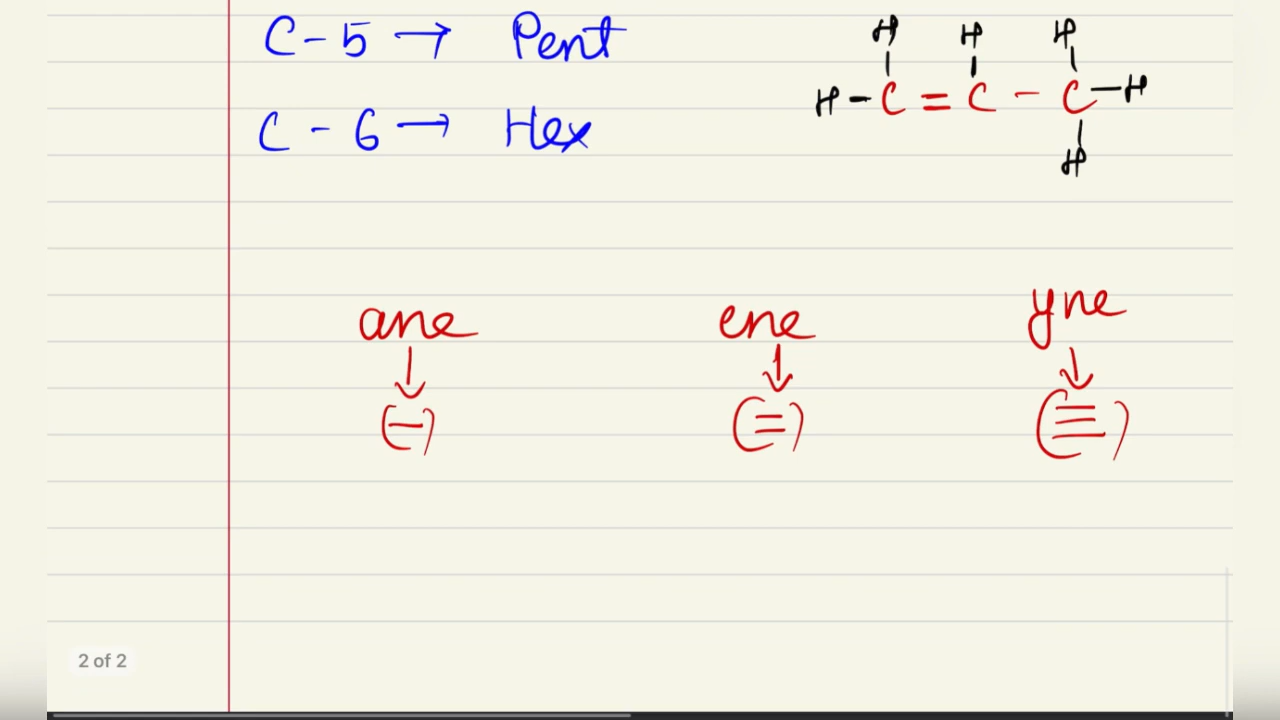 C - 5 → Pent
C - 6 → Hex
H H H
H - C = C - C - H
H
ane ene yne
↓ ↓ ↓
(-) (=) (≡)
2 of 2